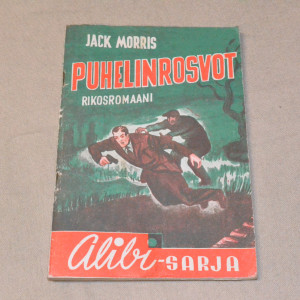 JACK MORRIS
PUHELINROSVOT
RIKOSROMAANI
Alibi-SARJA